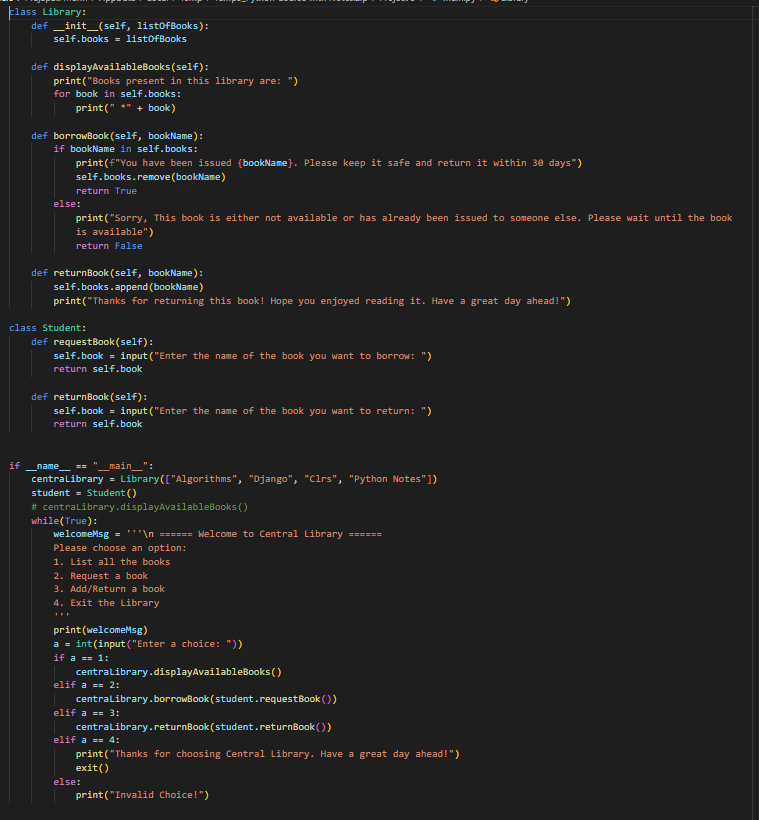 class Library:
    def __init__(self, listOfBooks):
        self.books = listOfBooks

    def displayAvailableBooks(self):
        print("Books present in this library are: ")
        for book in self.books:
            print(" *" + book)

    def borrowBook(self, bookName):
        if bookName in self.books:
            print(f"You have been issued {bookName}. Please keep it safe and return it within 30 days")
            self.books.remove(bookName)
            return True
        else:
            print("Sorry, This book is either not available or has already been issued to someone else. Please wait until the book
            is available")
            return False

    def returnBook(self, bookName):
        self.books.append(bookName)
        print("Thanks for returning this book! Hope you enjoyed reading it. Have a great day ahead!")

class Student:
    def requestBook(self):
        self.book = input("Enter the name of the book you want to borrow: ")
        return self.book

    def returnBook(self):
        self.book = input("Enter the name of the book you want to return: ")
        return self.book


if __name__ == "__main__":
    centraLibrary = Library(["Algorithms", "Django", "Clrs", "Python Notes"])
    student = Student()
    # centraLibrary.displayAvailableBooks()
    while(True):
        welcomeMsg = '''\n ====== Welcome to Central Library ======
        Please choose an option:
        1. List all the books
        2. Request a book
        3. Add/Return a book
        4. Exit the Library
        '''
        print(welcomeMsg)
        a = int(input("Enter a choice: "))
        if a == 1:
            centraLibrary.displayAvailableBooks()
        elif a == 2:
            centraLibrary.borrowBook(student.requestBook())
        elif a == 3:
            centraLibrary.returnBook(student.returnBook())
        elif a == 4:
            print("Thanks for choosing Central Library. Have a great day ahead!")
            exit()
        else:
            print("Invalid Choice!")